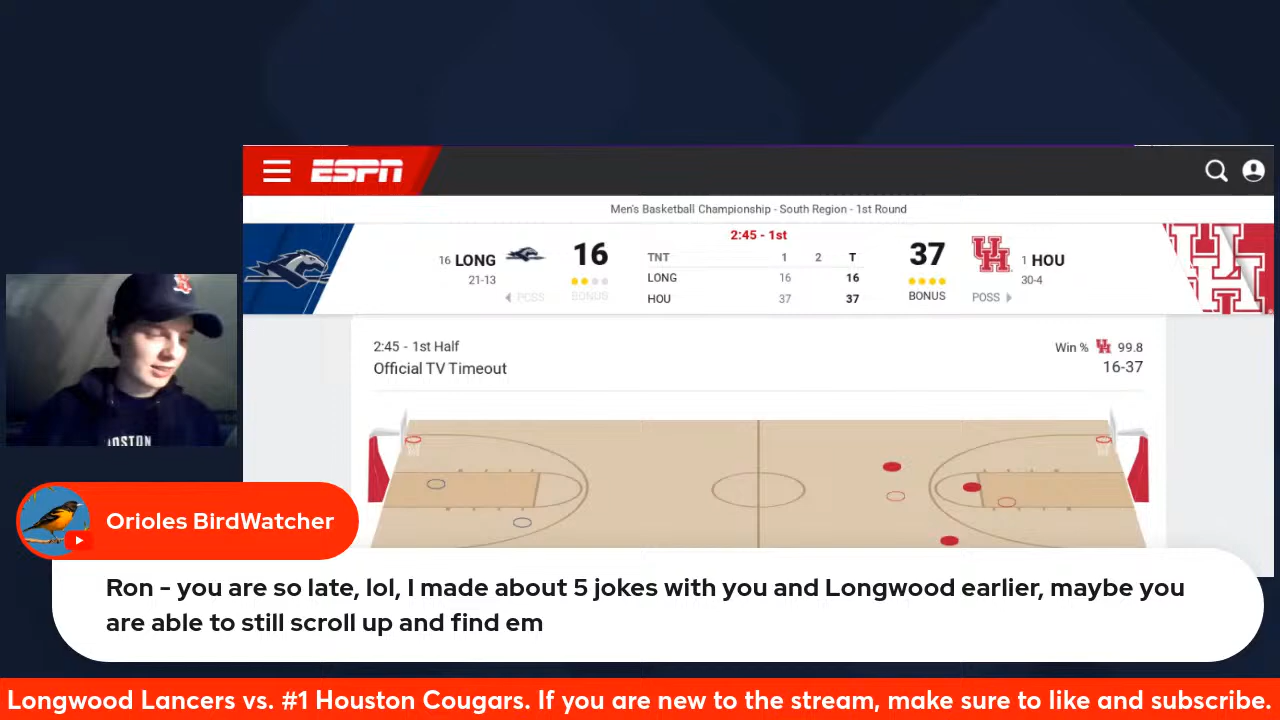 ESPN
Men's Basketball Championship - South Region - 1st Round
2:45 - 1st
16 LONG
21-13
16
BONUS
POSS
TNT 1 2 T
LONG 16 16
HOU 37 37
37
BONUS
1 HOU
30-4
POSS
2:45 - 1st Half
Official TV Timeout
Win % 99.8
16-37
BOSTON
Orioles BirdWatcher
Ron - you are so late, lol, I made about 5 jokes with you and Longwood earlier, maybe you
are able to still scroll up and find em
Longwood Lancers vs. #1 Houston Cougars. If you are new to the stream, make sure to like and subscribe.